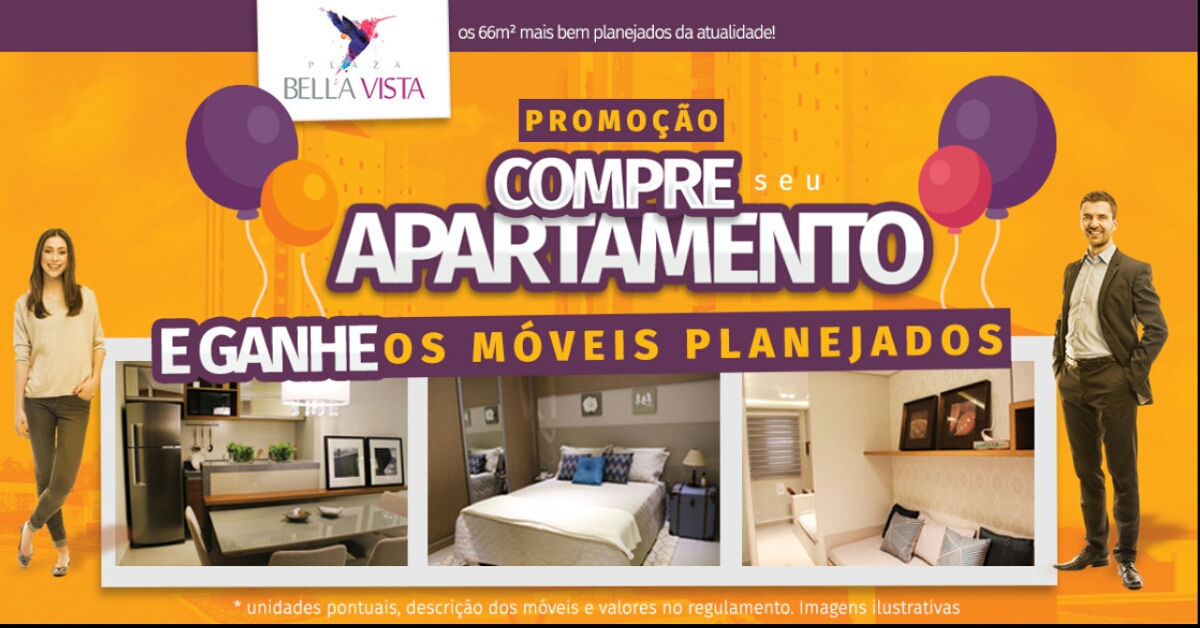 PLAZA
BELLA VISTA
os 66m² mais bem planejados da atualidade!
PROMOÇÃO
COMPRE seu
APARTAMENTO
E GANHE OS MÓVEIS PLANEJADOS
* unidades pontuais, descrição dos móveis e valores no regulamento. Imagens ilustrativas